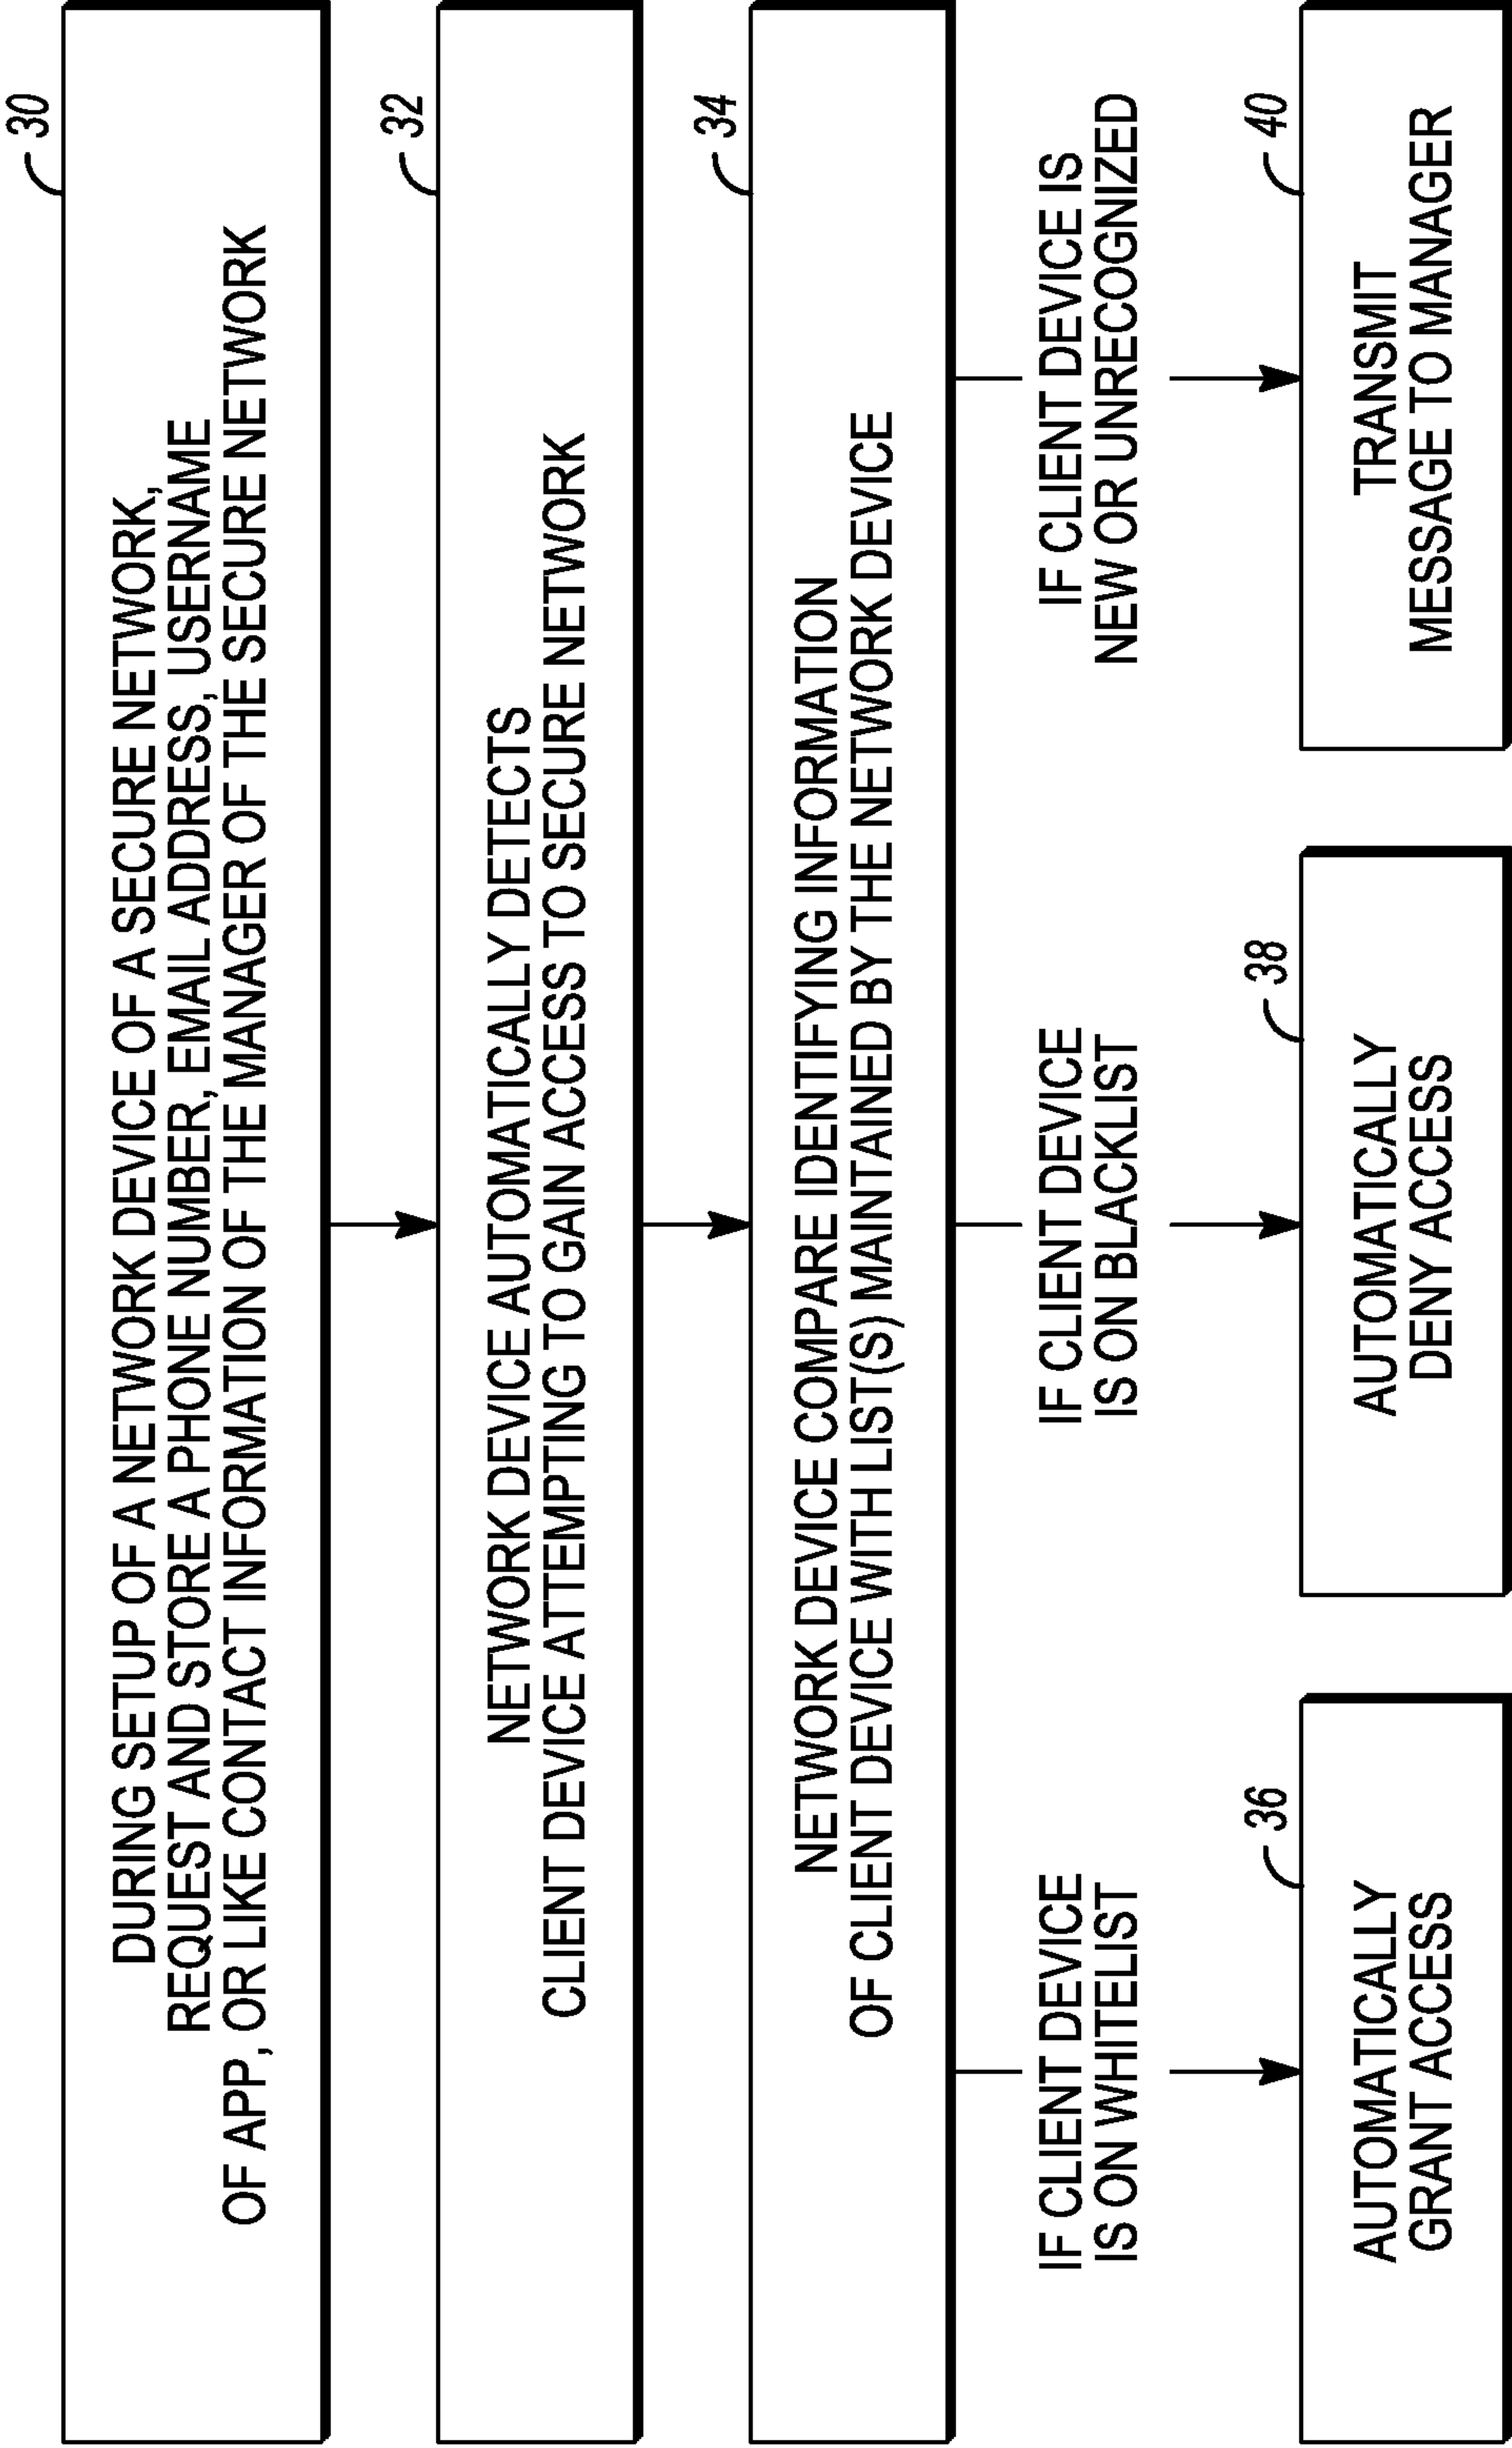 30
DURING SETUP OF A NETWORK DEVICE OF A SECURE NETWORK,
REQUEST AND STORE A PHONE NUMBER, EMAIL ADDRESS, USERNAME
OF APP, OR LIKE CONTACT INFORMATION OF THE MANAGER OF THE SECURE NETWORK
32
NETWORK DEVICE AUTOMATICALLY DETECTS
CLIENT DEVICE ATTEMPTING TO GAIN ACCESS TO SECURE NETWORK
34
NETWORK DEVICE COMPARE IDENTIFYING INFORMATION
OF CLIENT DEVICE WITH LIST(S) MAINTAINED BY THE NETWORK DEVICE
IF CLIENT DEVICE
IS ON WHITELIST
36
AUTOMATICALLY
GRANT ACCESS
IF CLIENT DEVICE
IS ON BLACKLIST
38
AUTOMATICALLY
DENY ACCESS
IF CLIENT DEVICE IS
NEW OR UNRECOGNIZED
40
TRANSMIT
MESSAGE TO MANAGER